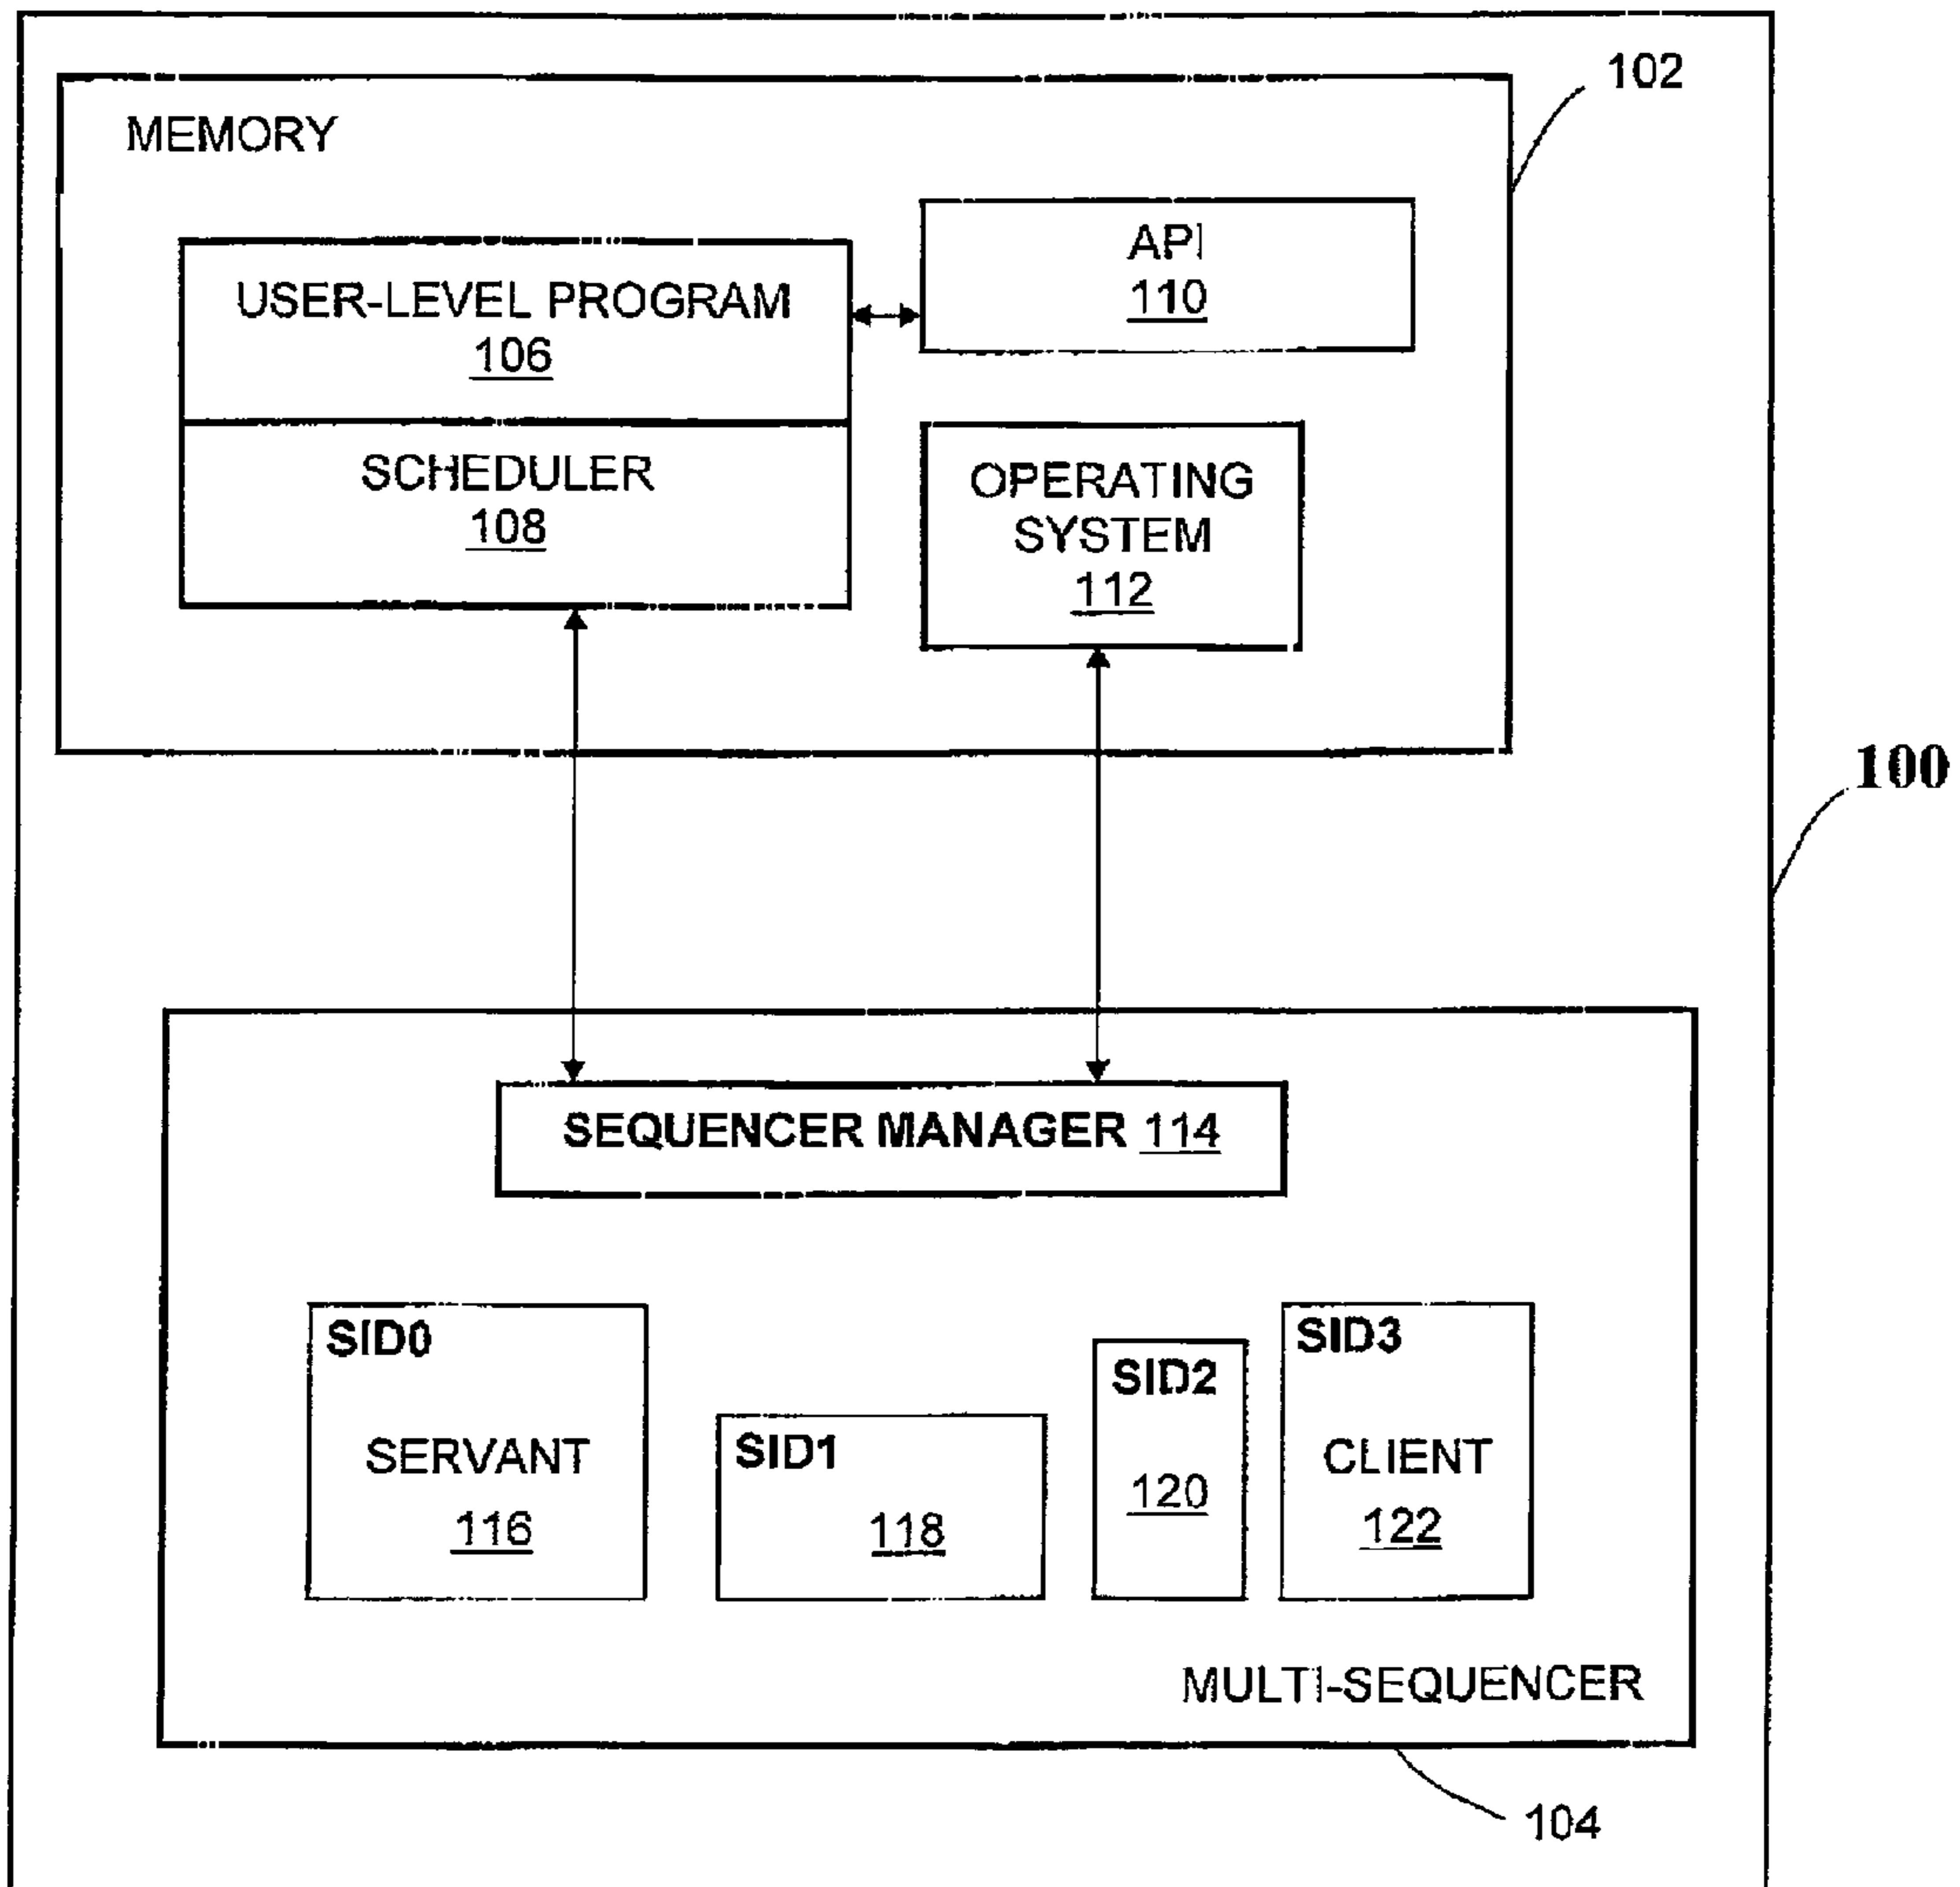 102
MEMORY
API
110
USER-LEVEL PROGRAM
106
SCHEDULER
108
OPERATING
SYSTEM
112
100
SEQUENCER MANAGER 114
SID0
SERVANT
116
SID1
118
SID2
120
SID3
CLIENT
122
MULTI-SEQUENCER
104